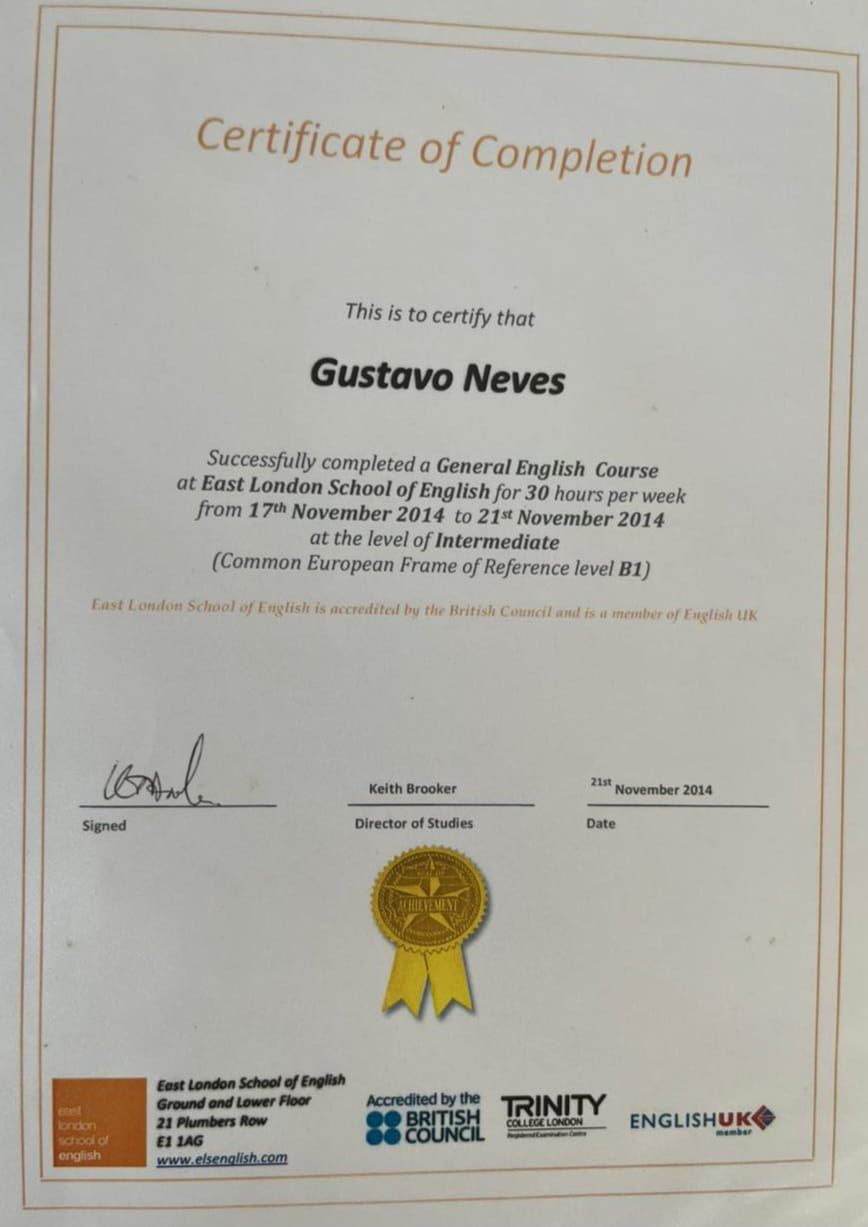 Certificate of Completion
This is to certify that
Gustavo Neves
Successfully completed a General English Course
at East London School of English for 30 hours per week
from 17th November 2014 to 21st November 2014
at the level of Intermediate
(Common European Frame of Reference level B1)
East London School of English is accredited by the British Council and is a member of English UK
Keith Brooker
21st November 2014
Signed
Director of Studies
Date
SEAL OF
ACHIEVEMENT
east
london
school of
english
East London School of English
Ground and Lower Floor
21 Plumbers Row
E1 1AG
www.elsenglish.com
Accredited by the
BRITISH
COUNCIL
TRINITY
COLLEGE LONDON
Registered Examination Centre
ENGLISHUK
member